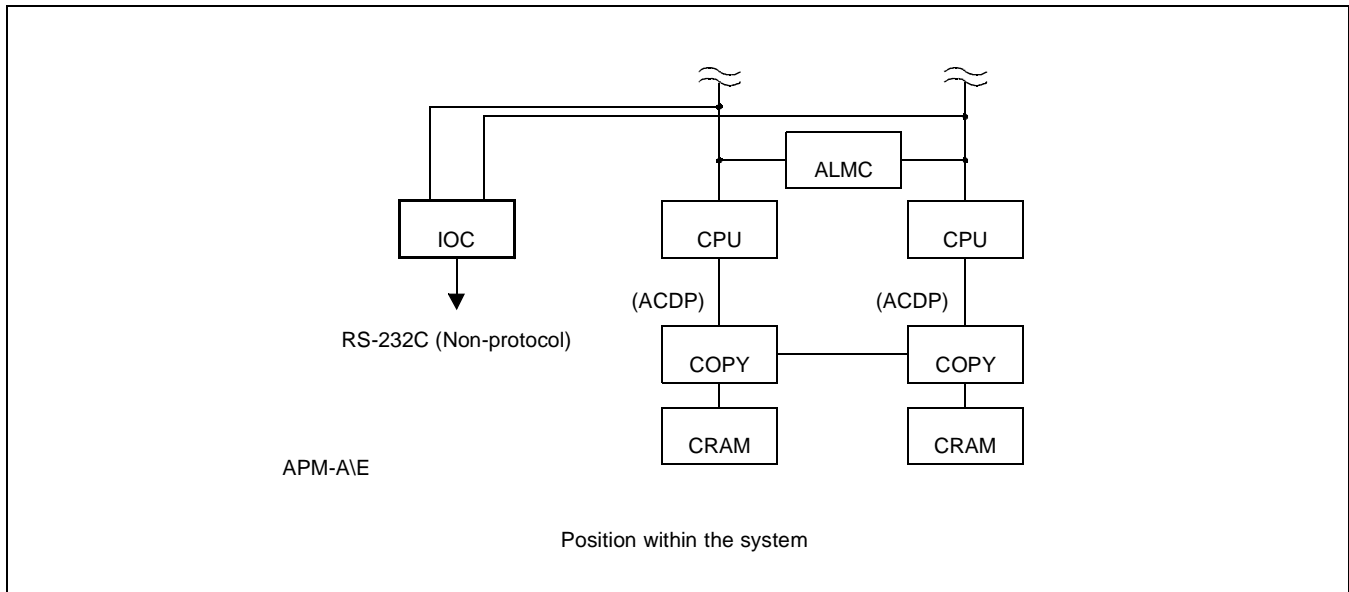 ALMC
IOC
CPU
CPU
(ACDP)
(ACDP)
RS-232C (Non-protocol)
COPY
COPY
CRAM
CRAM
APM-A\E
Position within the system